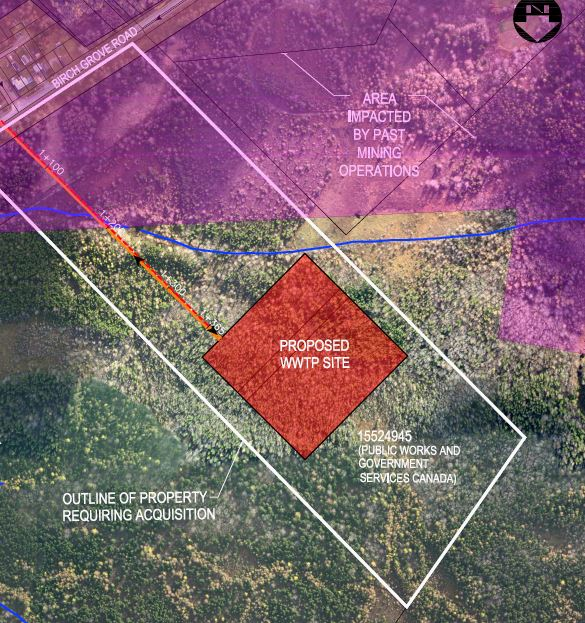 BIRCH GROVE ROAD
AREA
IMPACTED
BY PAST
MINING
OPERATIONS
1+100
PROPOSED
WWTP SITE
15524945
(PUBLIC WORKS AND
GOVERNMENT
SERVICES CANADA)
OUTLINE OF PROPERTY
REQUIRING ACQUISITION